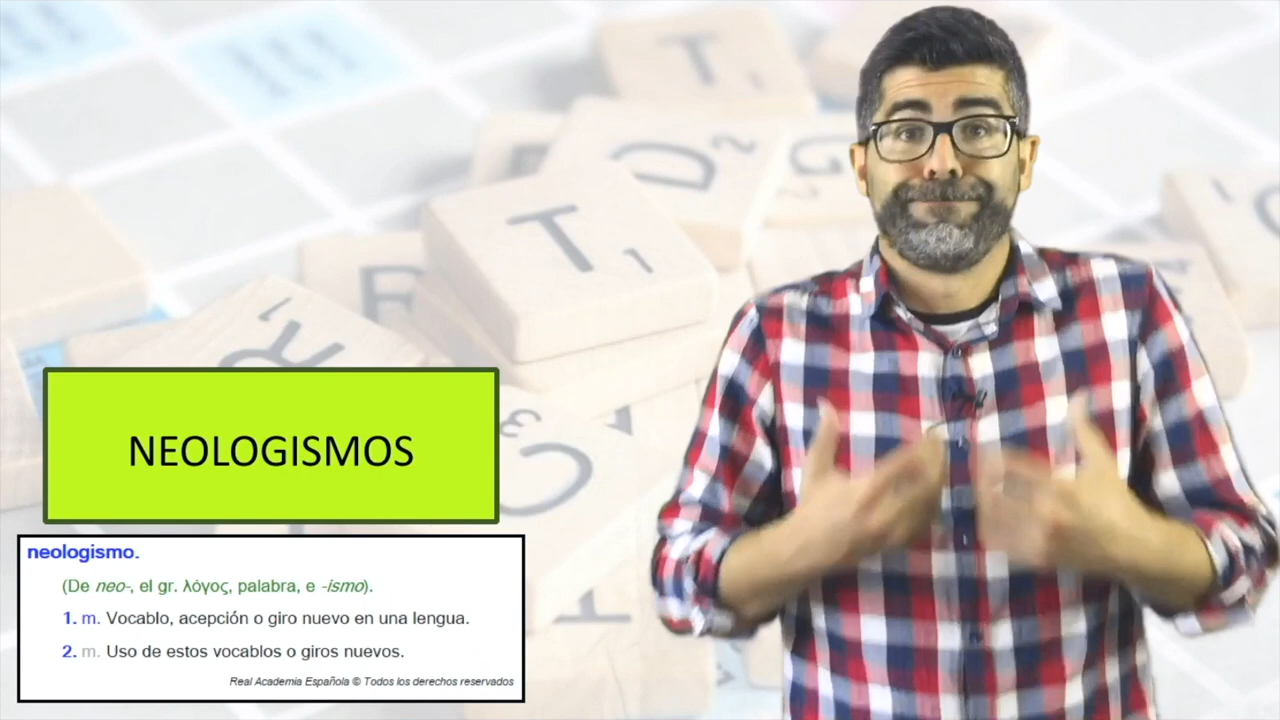 NEOLOGISMOS
neologismo.
(De neo-, el gr. λόγος, palabra, e -ismo).
1. m. Vocablo, acepción o giro nuevo en una lengua.
2. m. Uso de estos vocablos o giros nuevos.
Real Academia Española © Todos los derechos reservados
T1